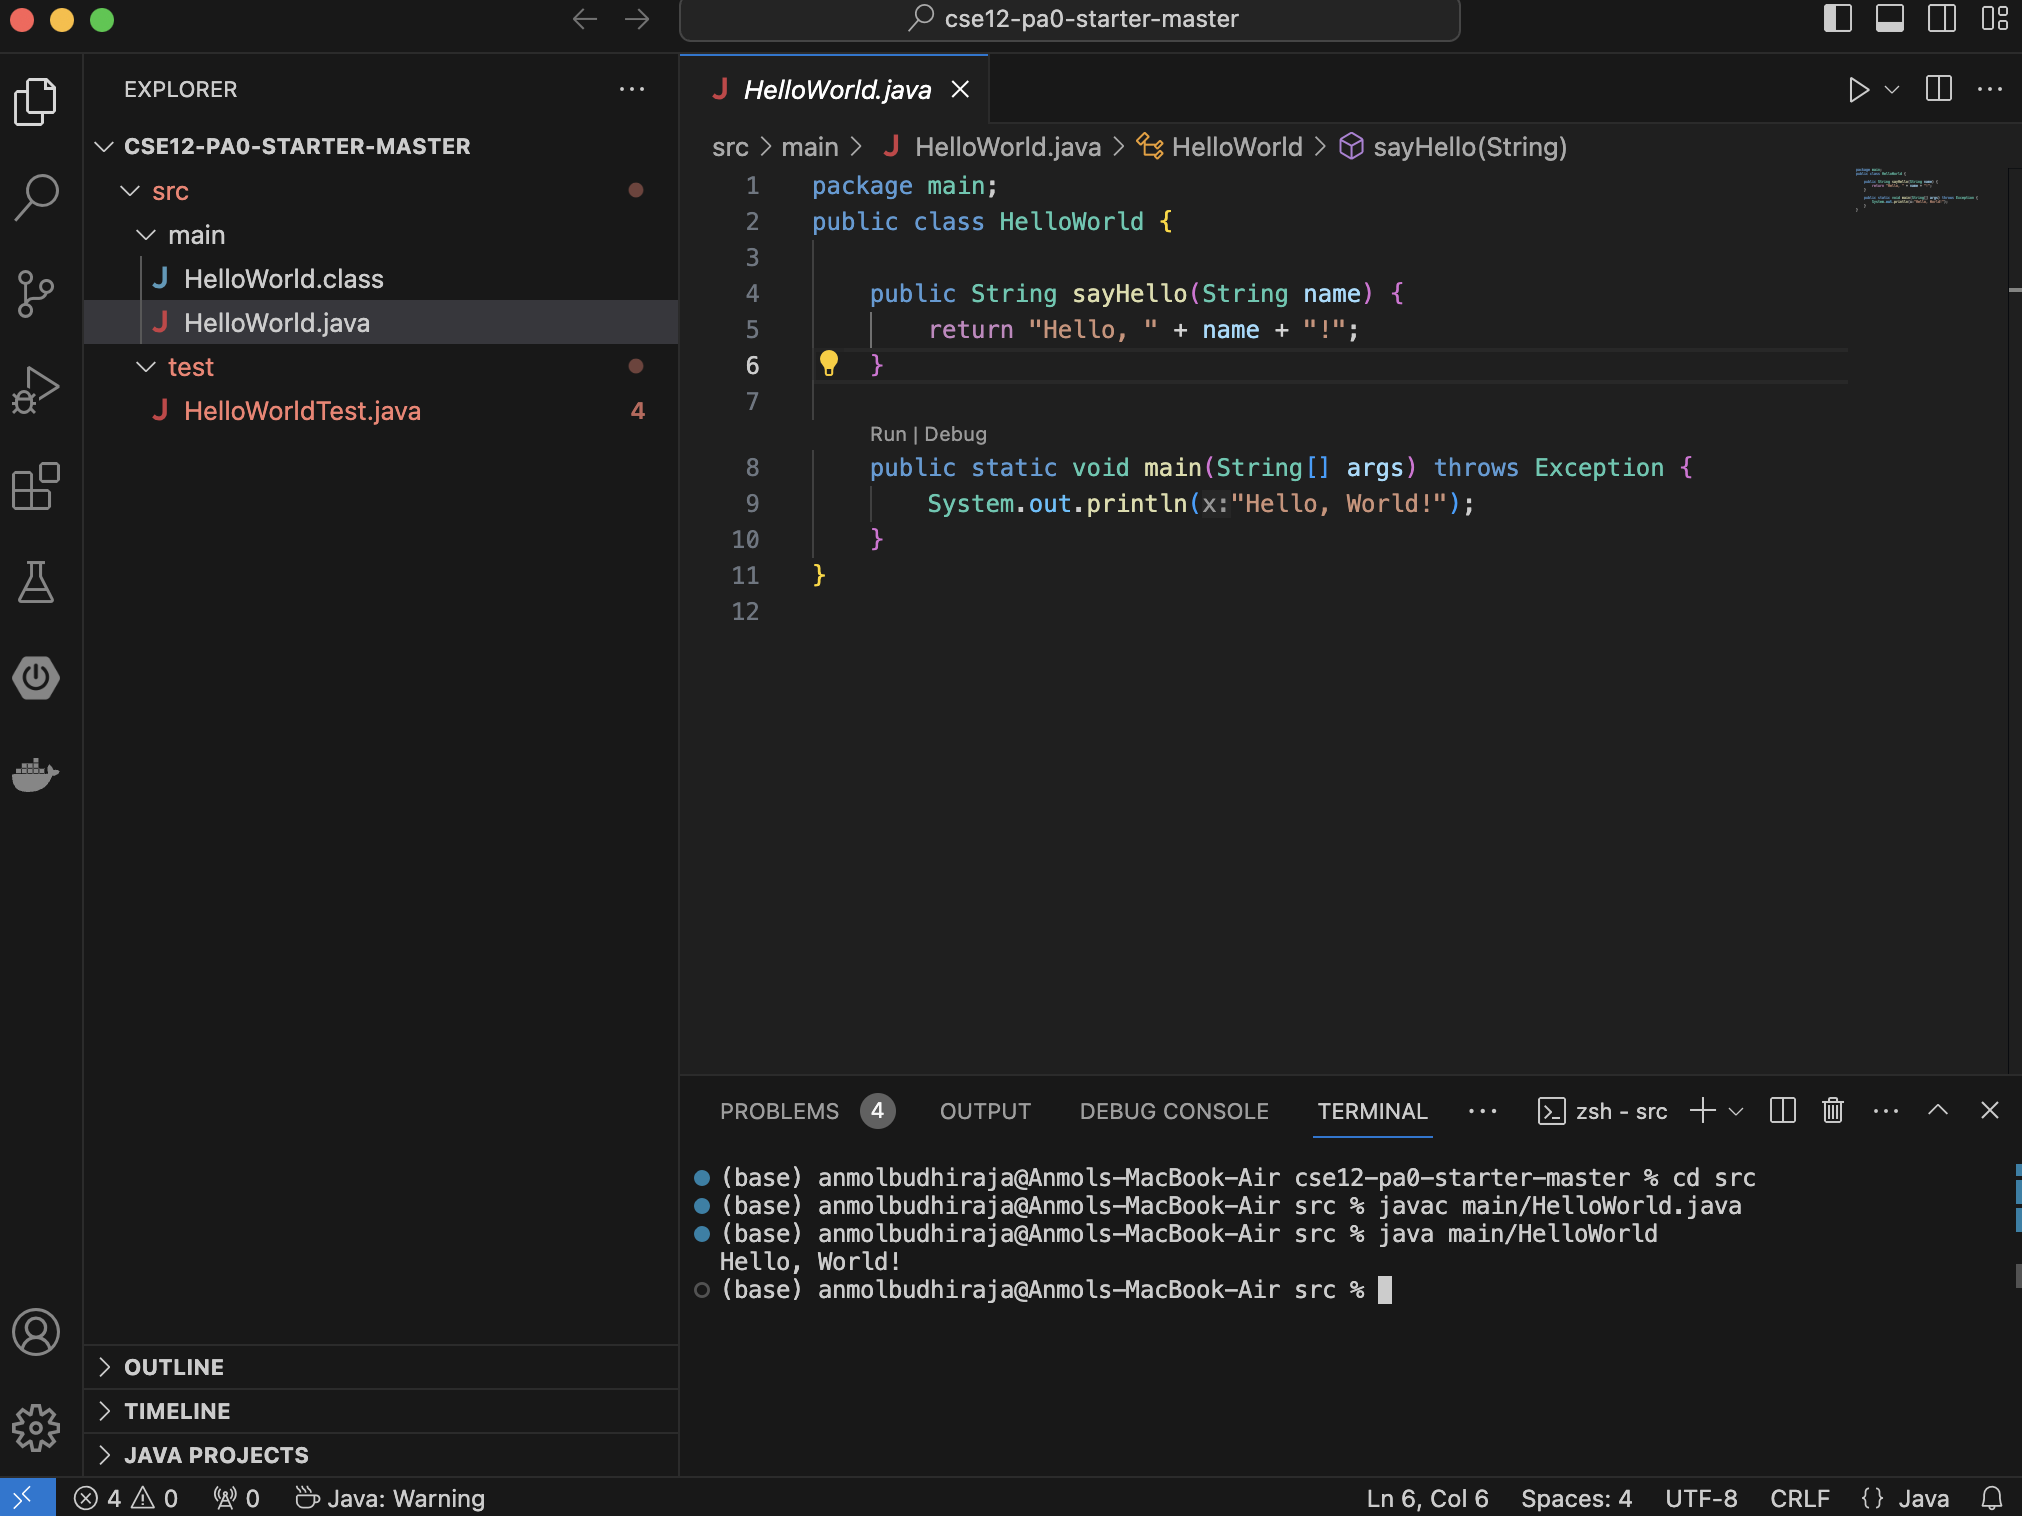 cse12-pa0-starter-master
EXPLORER
CSE12-PA0-STARTER-MASTER
src
main
HelloWorld.class
HelloWorld.java
test
HelloWorldTest.java 4
OUTLINE
TIMELINE
JAVA PROJECTS
HelloWorld.java
src > main > HelloWorld.java > HelloWorld > sayHello(String)
1 package main;
2 public class HelloWorld {
3
4 public String sayHello(String name) {
5 return "Hello, " + name + "!";
6 }
7
Run | Debug
8 public static void main(String[] args) throws Exception {
9 System.out.println(x:"Hello, World!");
10 }
11 }
12
PROBLEMS 4 OUTPUT DEBUG CONSOLE TERMINAL zsh - src
(base) anmolbudhiraja@Anmols-MacBook-Air cse12-pa0-starter-master % cd src
(base) anmolbudhiraja@Anmols-MacBook-Air src % javac main/HelloWorld.java
(base) anmolbudhiraja@Anmols-MacBook-Air src % java main/HelloWorld
Hello, World!
(base) anmolbudhiraja@Anmols-MacBook-Air src %
4 0 0 Java: Warning Ln 6, Col 6 Spaces: 4 UTF-8 CRLF {} Java